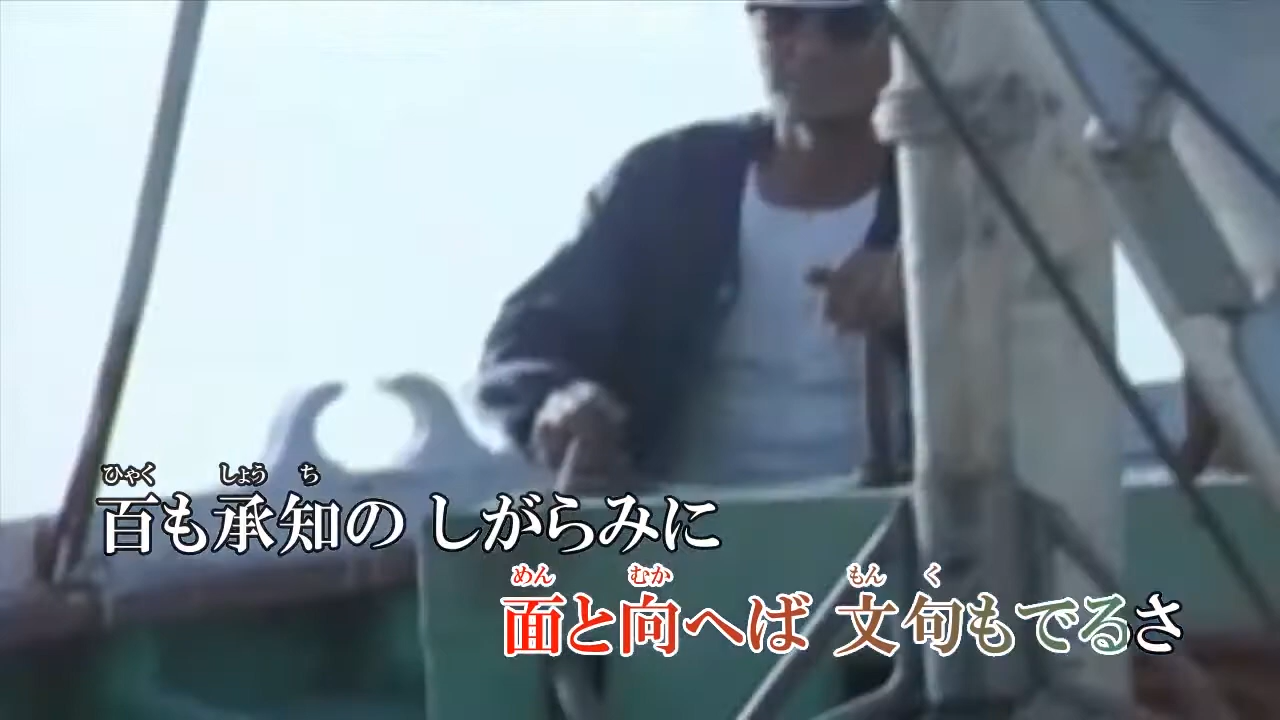 ひゃく しょう ち
百も承知の しがらみに
めん むか もん く
面と向へば 文句もでるさ